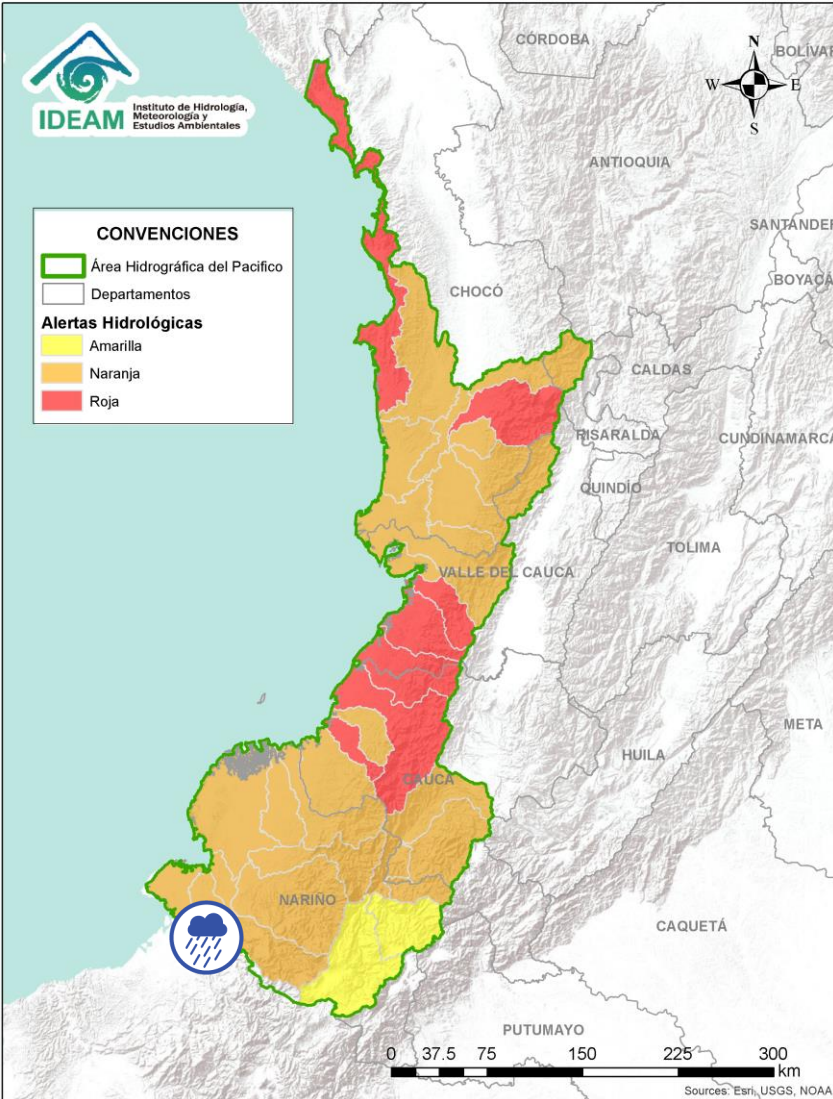 IDEAM
Instituto de Hidrología,
Meteorología y
Estudios Ambientales
CÓRDOBA
BOLÍVAR
N
W
E
S
ANTIOQUIA
SANTANDER
CONVENCIONES
Área Hidrográfica del Pacifico
Departamentos
Alertas Hidrológicas
Amarilla
Naranja
Roja
BOYACÁ
CHOCÓ
CALDAS
RISARALDA
CUNDINAMARCA
QUINDÍO
TOLIMA
VALLE DEL CAUCA
META
HUILA
CAUCA
NARIÑO
CAQUETÁ
PUTUMAYO
0 37.5 75 150 225 300
km
Sources: Esri, USGS, NOAA